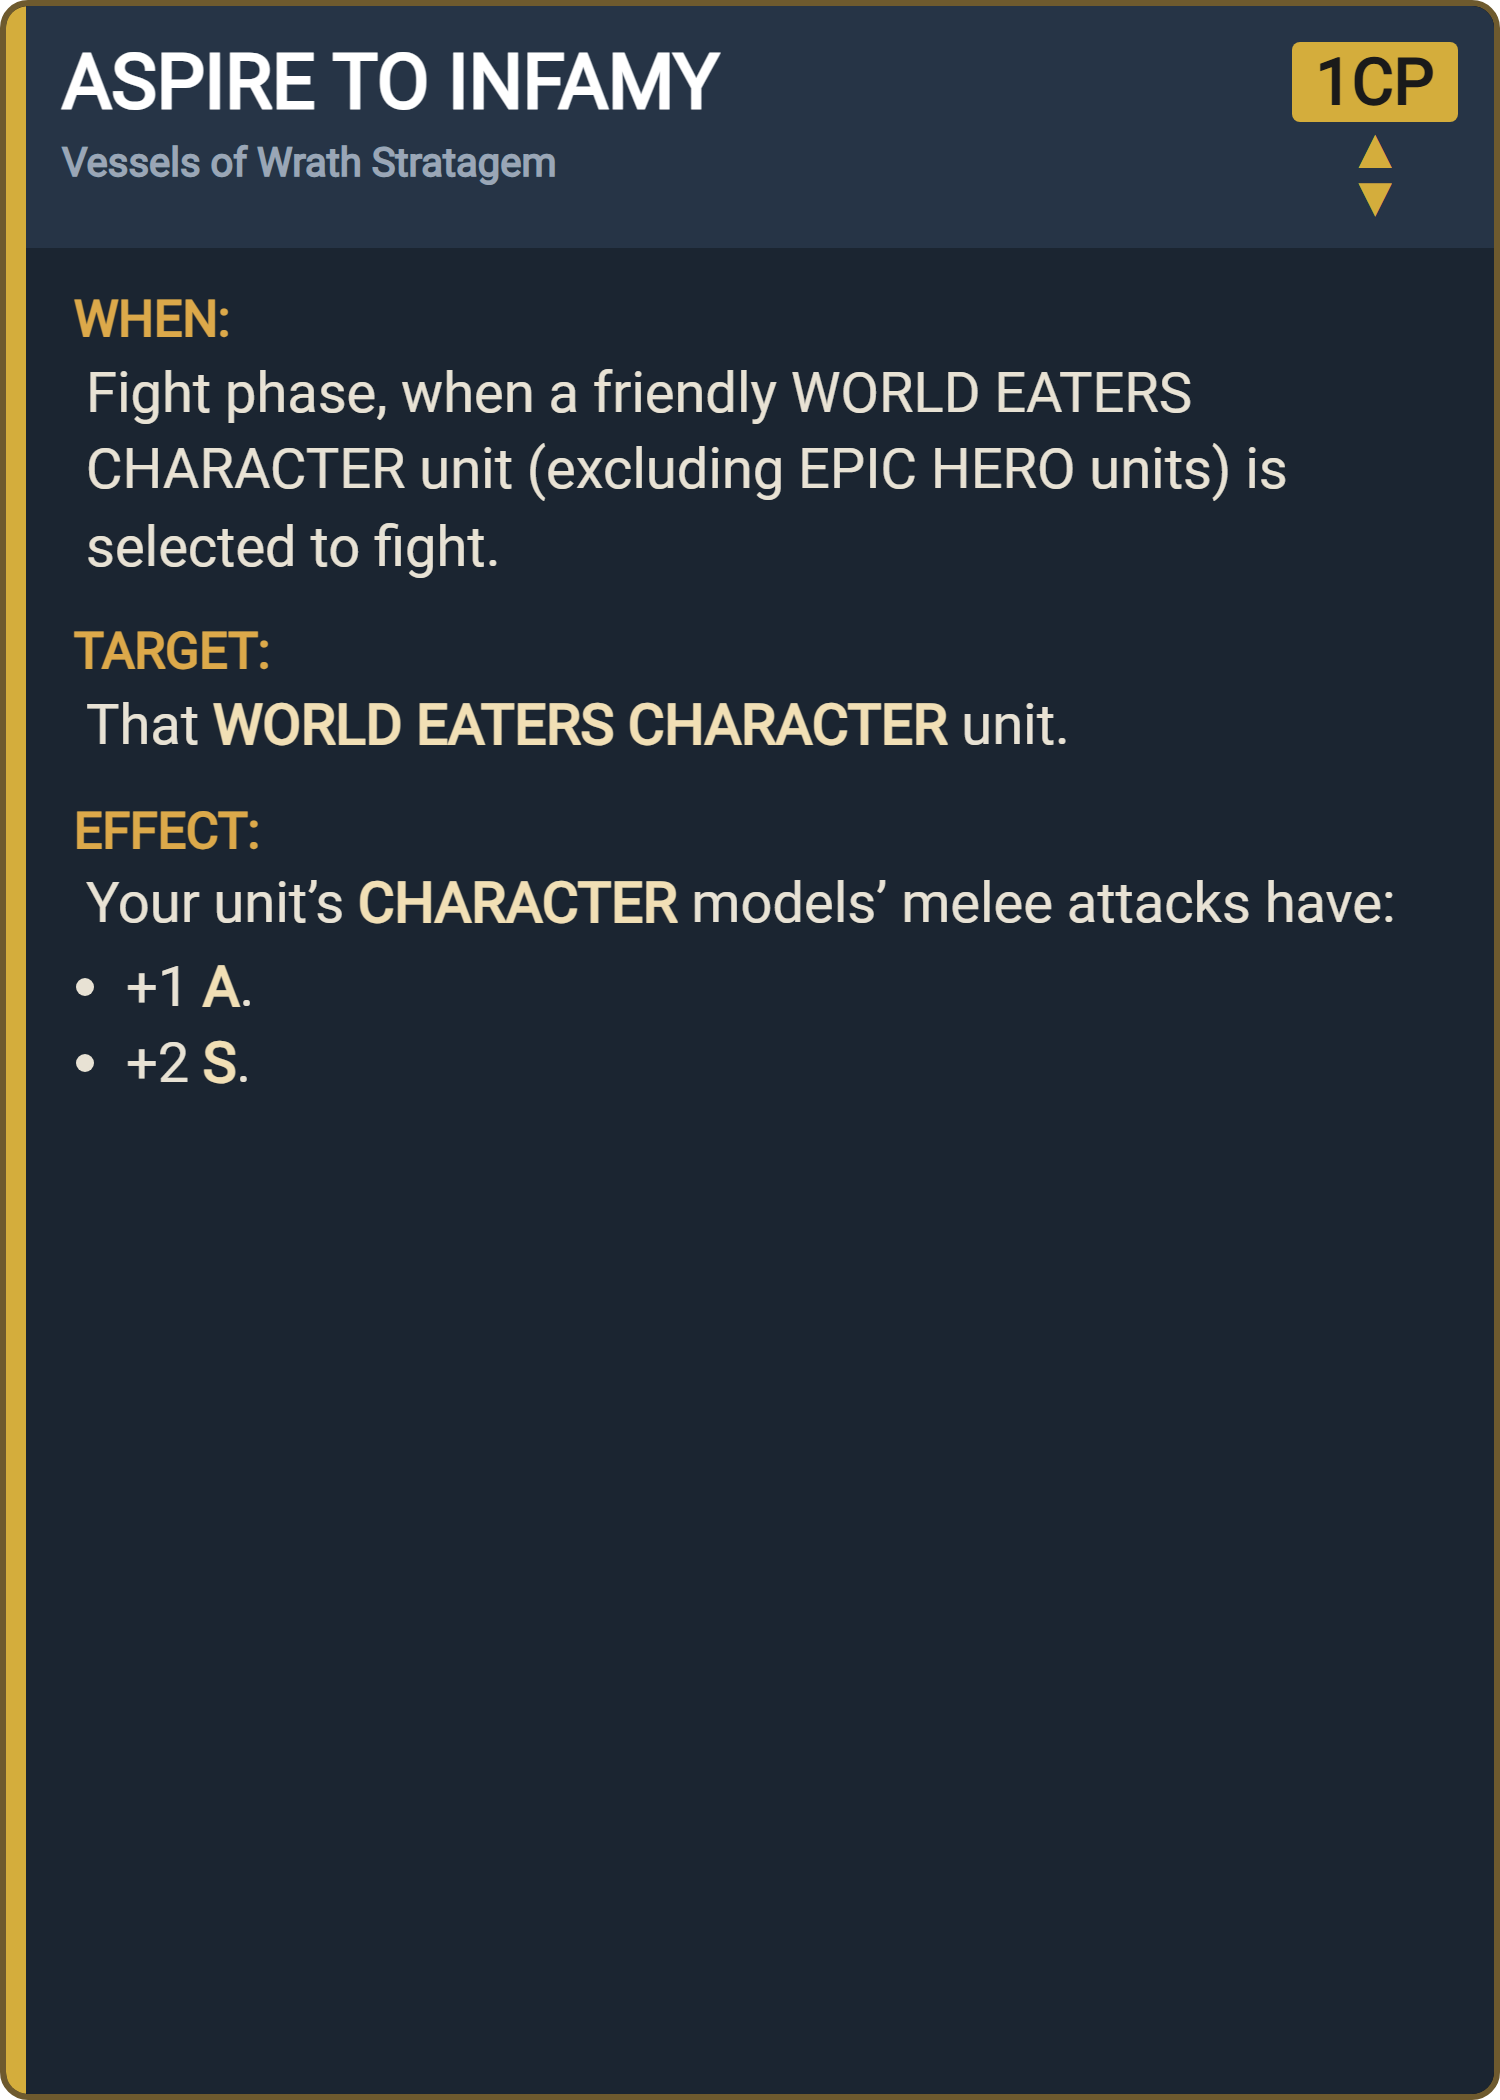 ASPIRE TO INFAMY
Vessels of Wrath Stratagem
1CP
WHEN:
Fight phase, when a friendly WORLD EATERS
CHARACTER unit (excluding EPIC HERO units) is
selected to fight.
TARGET:
That WORLD EATERS CHARACTER unit.
EFFECT:
Your unit’s CHARACTER models’ melee attacks have:
• +1 A.
• +2 S.